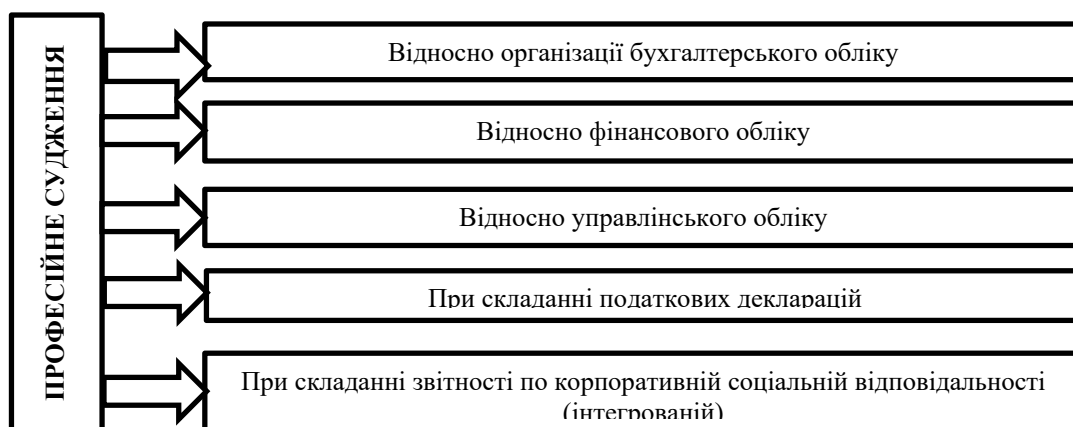 ПРОФЕСІЙНЕ СУДЖЕННЯ
Відносно організації бухгалтерського обліку
Відносно фінансового обліку
Відносно управлінського обліку
При складанні податкових декларацій
При складанні звітності по корпоративній соціальній відповідальності
(інтегрованій)